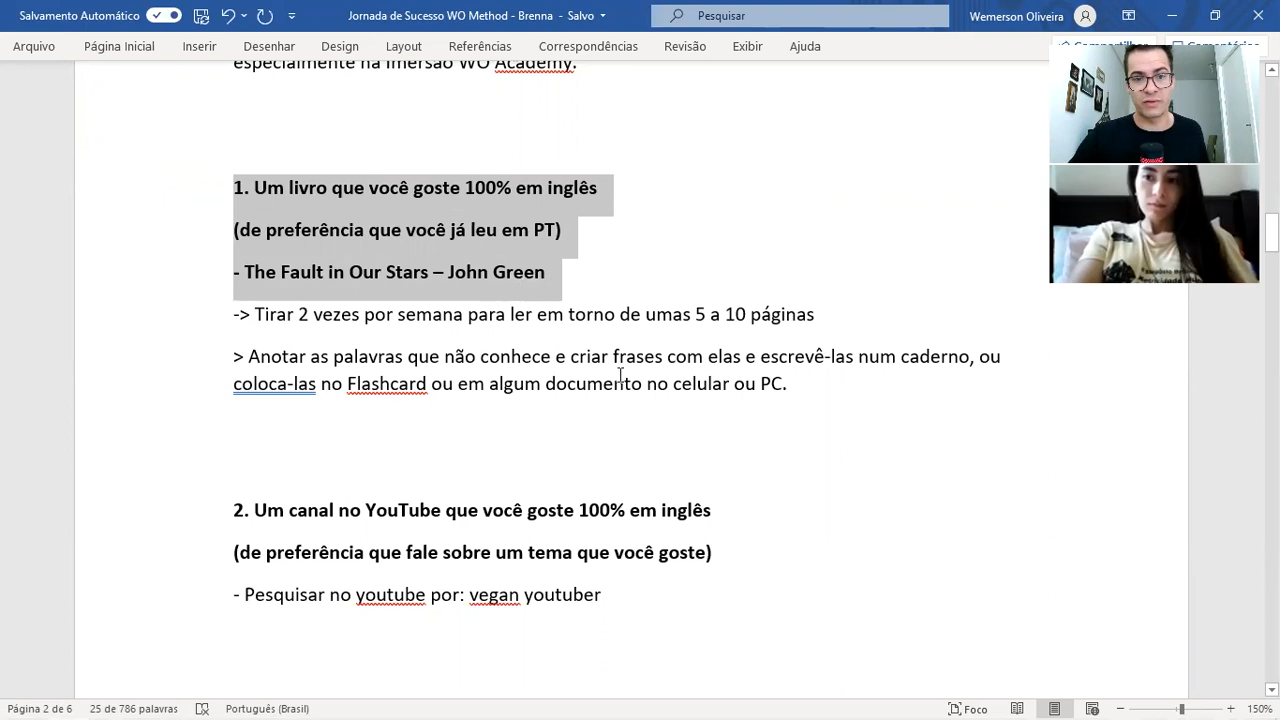 Salvamento Automático
2. Jornada de Sucesso WO - Brenna - Salvo
Pesquisar
Wemerson Oliveira
Arquivo Página Inicial Inserir Desenhar Design Layout Referências Correspondências Revisão Exibir Ajuda
Compartilhar Comentários
especialmente na Imersão WO Academy.
1. Um livro que você goste 100% em inglês
(de preferência que você já leu em PT)
- The Fault in Our Stars – John Green
-> Tirar 2 vezes por semana para ler em torno de umas 5 a 10 páginas
> Anotar as palavras que não conhece e criar frases com elas e escrevê-las num caderno, ou
coloca-las no Flashcard ou em algum documento no celular ou PC.
2. Um canal no YouTube que você goste 100% em inglês
(de preferência que fale sobre um tema que você goste)
- Pesquisar no youtube por: vegan youtuber
Página 2 de 6 25 de 786 palavras Português (Brasil) Foco 150%